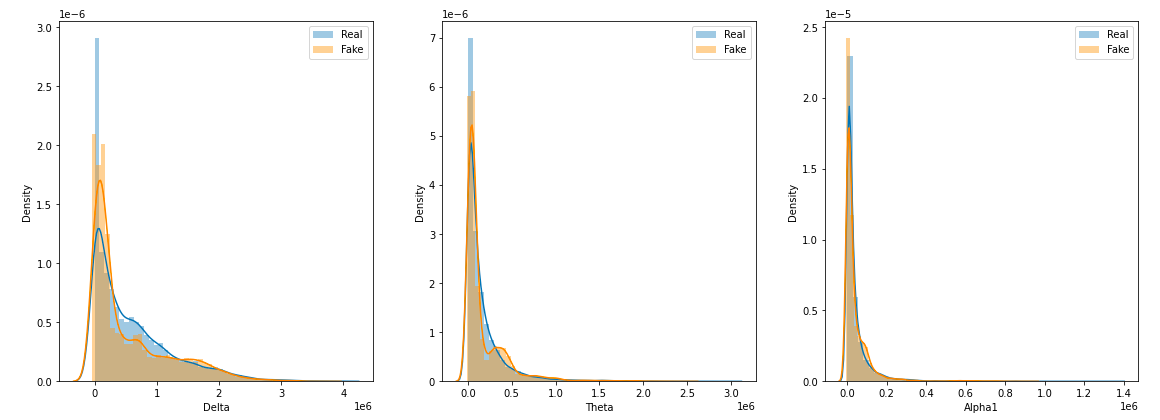 1e−6
3.0
2.5
2.0
1.5
1.0
0.5
0.0
Density
0 1 2 3 4
1e6
Delta
Real
Fake
1e−6
7
6
5
4
3
2
1
0
Density
0.0 0.5 1.0 1.5 2.0 2.5 3.0
1e6
Theta
Real
Fake
1e−5
2.5
2.0
1.5
1.0
0.5
0.0
Density
0.0 0.2 0.4 0.6 0.8 1.0 1.2 1.4
1e6
Alpha1
Real
Fake